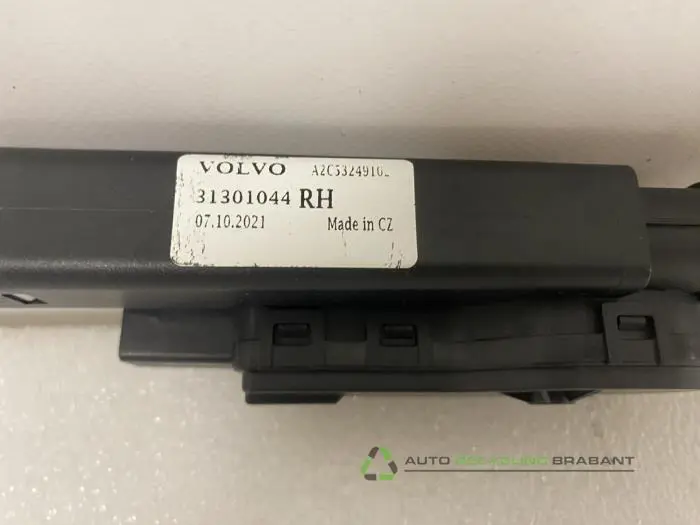 VOLVO
31301044 RH
07.10.2021 Made in CZ
AUTO RECYCLING BRABANT